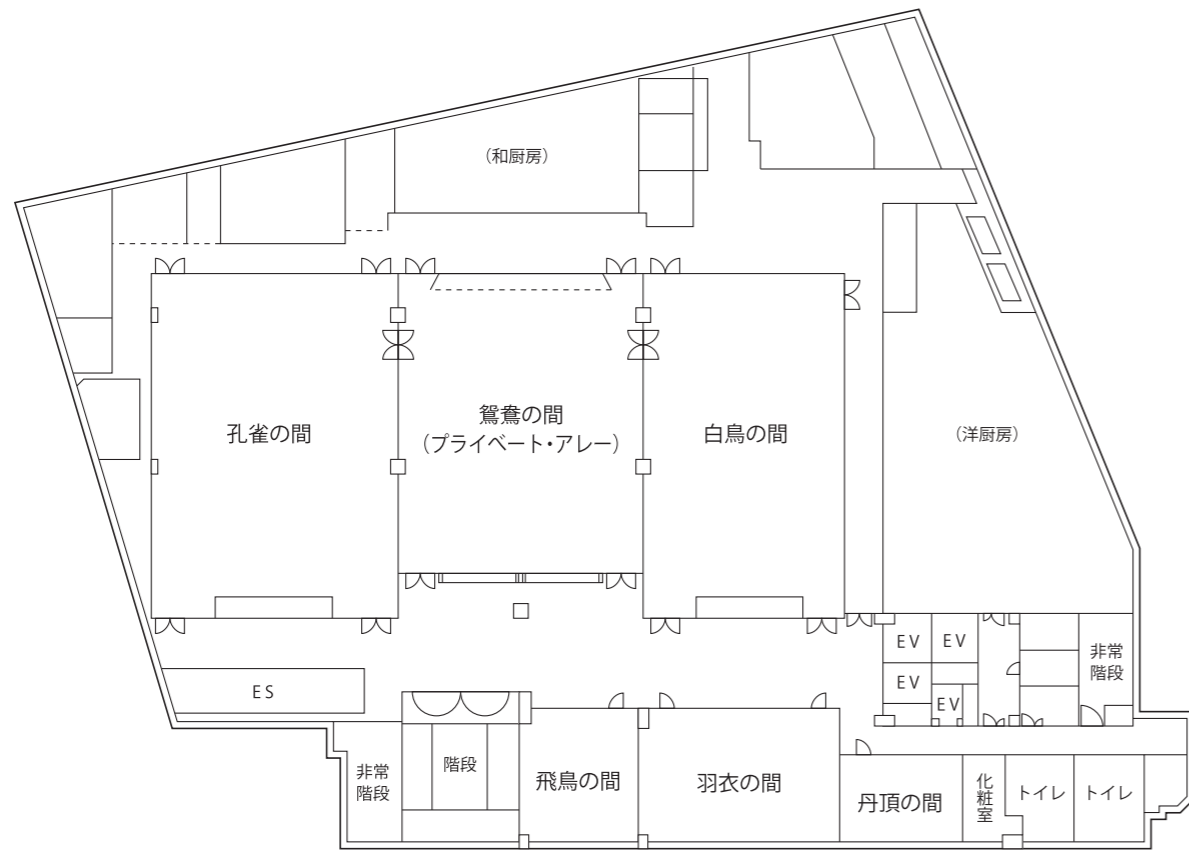 （和厨房）
孔雀の間
鴛鴦の間
（プライベート・アレー）
白鳥の間
（洋厨房）
EV
EV
非常
階段
EV
ES
EV
非常
階段
階段
飛鳥の間
羽衣の間
丹頂の間
化粧室
トイレ
トイレ